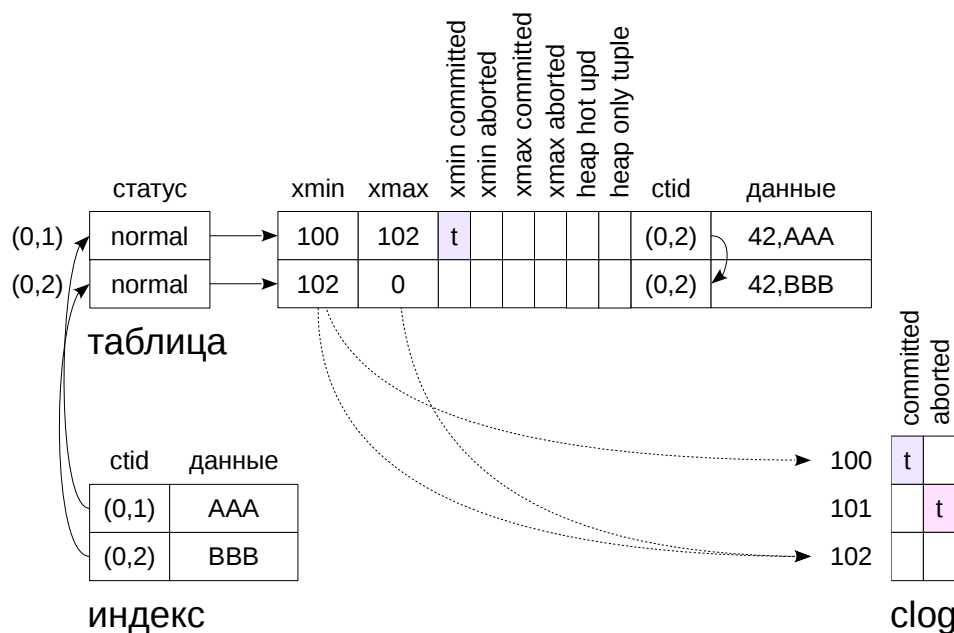 xmin committed
xmin aborted
xmax committed
xmax aborted
heap hot upd
heap only tuple
статус xmin xmax ctid данные
(0,1) normal 100 102 t (0,2) 42,AAA
(0,2) normal 102 0 (0,2) 42,BBB
таблица
committed
aborted
ctid данные
100 t
(0,1) AAA
101 t
(0,2) BBB
102
индекс
clog